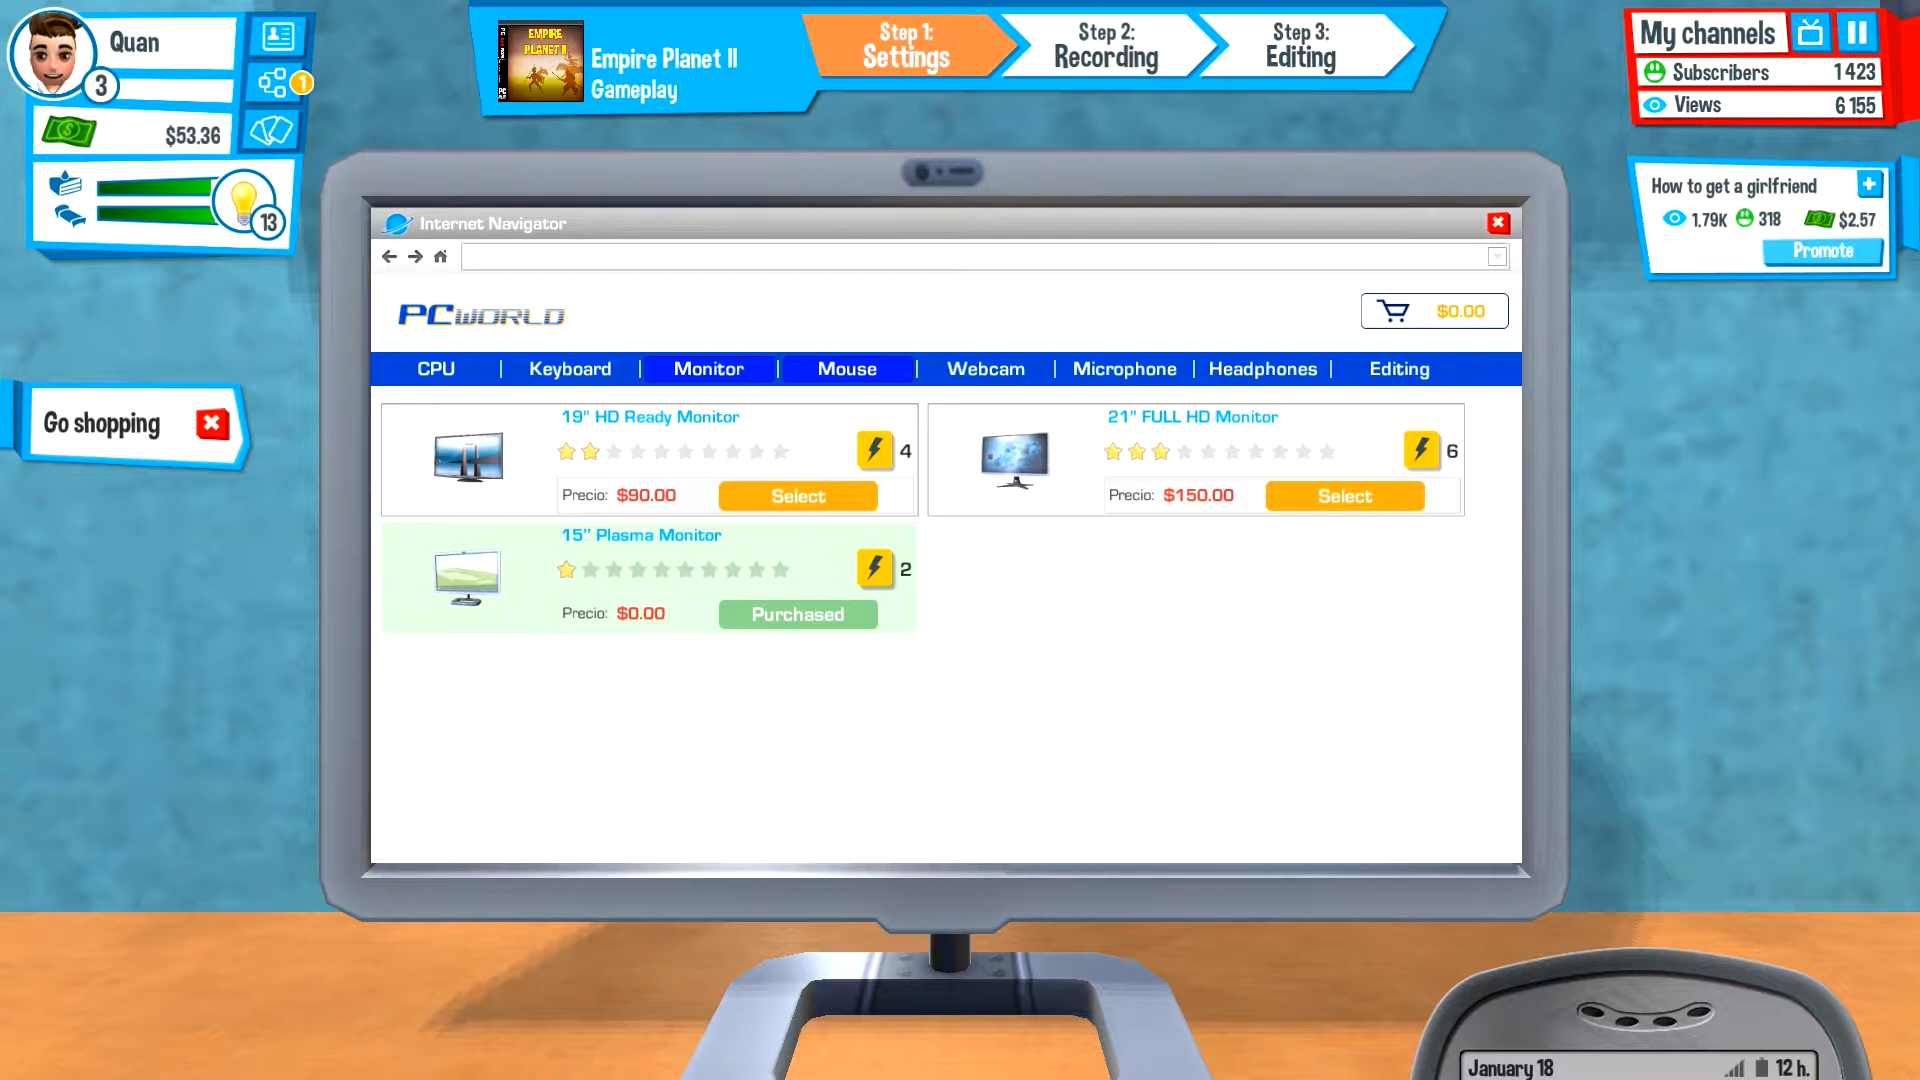 Quan
3
1
$53.36
13
EMPIRE
PLANET II
PC
Empire Planet II
Gameplay
Step 1:
Settings
Step 2:
Recording
Step 3:
Editing
My channels
Subscribers 1 423
Views 6 155
How to get a girlfriend
1.79K 318 $2.57
Promote
Go shopping
Internet Navigator
PCWORLD
$0.00
CPU | Keyboard | Monitor | Mouse | Webcam | Microphone | Headphones | Editing
19" HD Ready Monitor
4
Precio: $90.00 Select
21" FULL HD Monitor
6
Precio: $150.00 Select
15" Plasma Monitor
2
Precio: $0.00 Purchased
January 18 12 h.